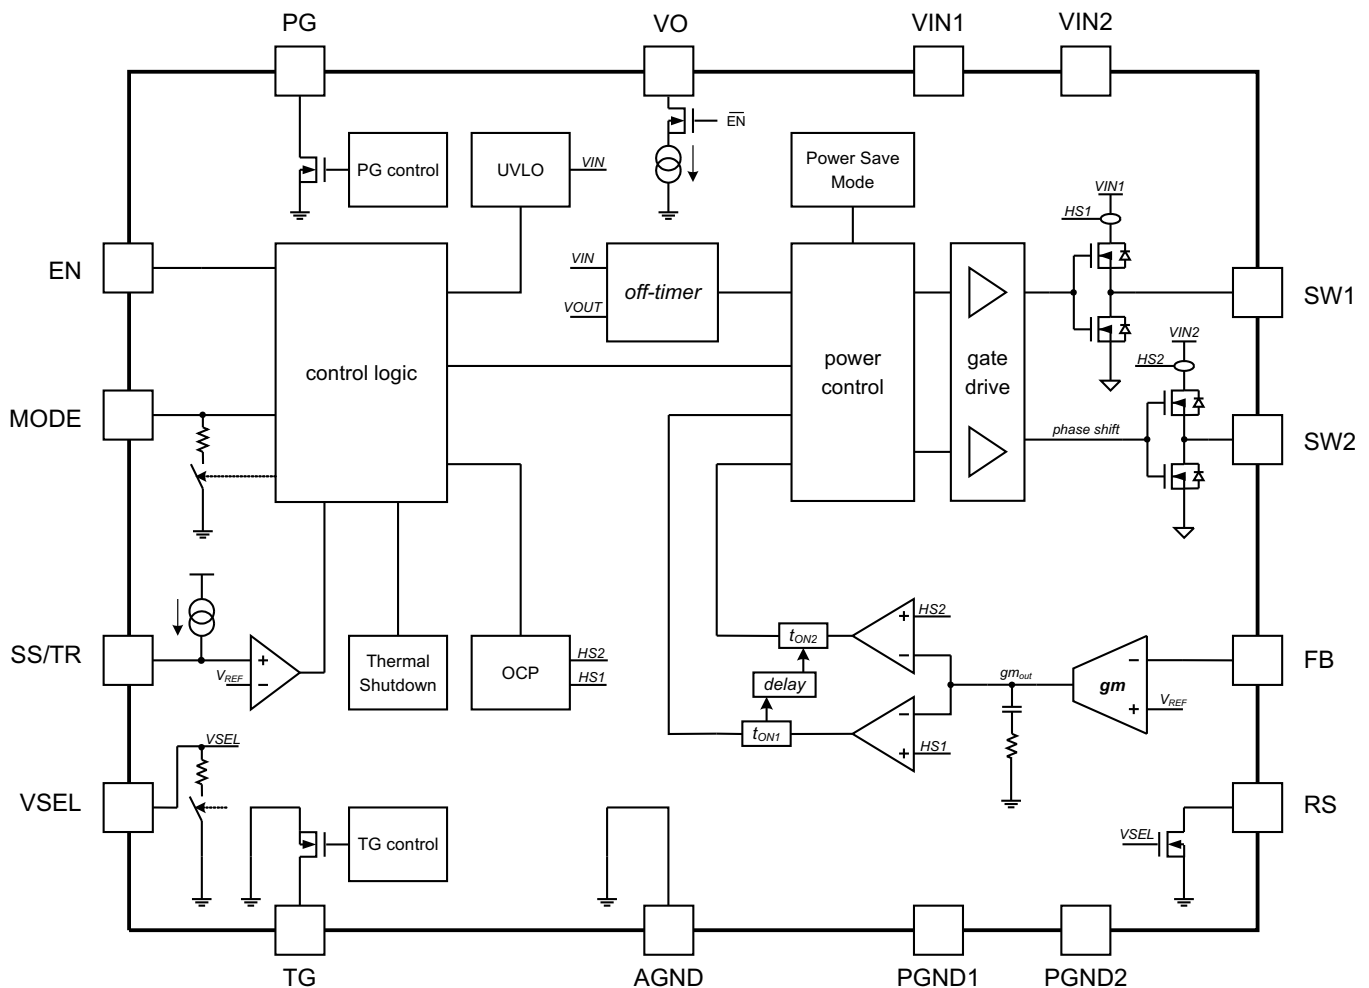 PG
VO
VIN1
VIN2
EN
PG control
UVLO
VIN
Power Save
Mode
VIN1
HS1
EN
VIN
VOUT
off-timer
control logic
power
control
gate
drive
SW1
VIN2
HS2
MODE
phase shift
SW2
SS/TR
VREF
+
−
Thermal
Shutdown
OCP
HS2
HS1
tON2
delay
tON1
+
−
HS2
−
+
HS1
gmout
gm
−
+
VREF
FB
VSEL
VSEL
TG control
VSEL
RS
TG
AGND
PGND1
PGND2